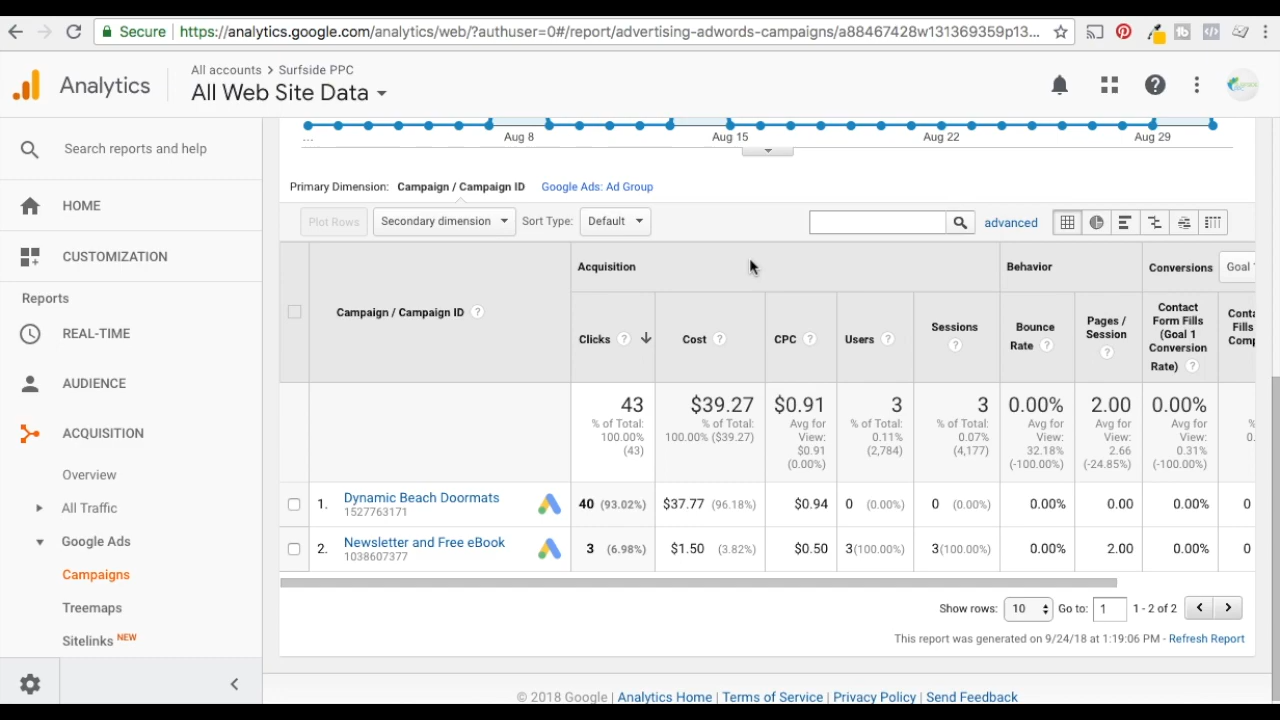 Secure
https://analytics.google.com/analytics/web/?authuser=0#/report/advertising-adwords-campaigns/a88467428w131369359p13...
Analytics
All accounts > Surfside PPC
All Web Site Data
Search reports and help
HOME
CUSTOMIZATION
Reports
REAL-TIME
AUDIENCE
ACQUISITION
Overview
All Traffic
Google Ads
Campaigns
Treemaps
Sitelinks NEW
...
Aug 8
Aug 15
Aug 22
Aug 29
Primary Dimension: Campaign / Campaign ID Google Ads: Ad Group
Plot Rows Secondary dimension Sort Type: Default advanced
Acquisition Behavior Conversions Goal
Campaign / Campaign ID ?
Clicks ?
Cost ?
CPC ?
Users ?
Sessions
?
Bounce
Rate ?
Pages /
Session
?
Contact
Form Fills
(Goal 1
Conversion
Rate) ?
Conta
Fills
Comp
43
% of Total:
100.00%
(43)
$39.27
% of Total:
100.00% ($39.27)
$0.91
Avg for
View:
$0.91
(0.00%)
3
% of Total:
0.11%
(2,784)
3
% of Total:
0.07%
(4,177)
0.00%
Avg for
View:
32.18%
(-100.00%)
2.00
Avg for
View:
2.66
(-24.85%)
0.00%
Avg for
View:
0.31%
(-100.00%)
%
0.
1. Dynamic Beach Doormats 40 (93.02%) $37.77 (96.18%) $0.94 0 (0.00%) 0 (0.00%) 0.00% 0.00 0.00% 0
1527763171
2. Newsletter and Free eBook 3 (6.98%) $1.50 (3.82%) $0.50 3(100.00%) 3(100.00%) 0.00% 2.00 0.00% 0
1038607377
Show rows: 10 Go to: 1 1 - 2 of 2
This report was generated on 9/24/18 at 1:19:06 PM - Refresh Report
© 2018 Google | Analytics Home | Terms of Service | Privacy Policy | Send Feedback